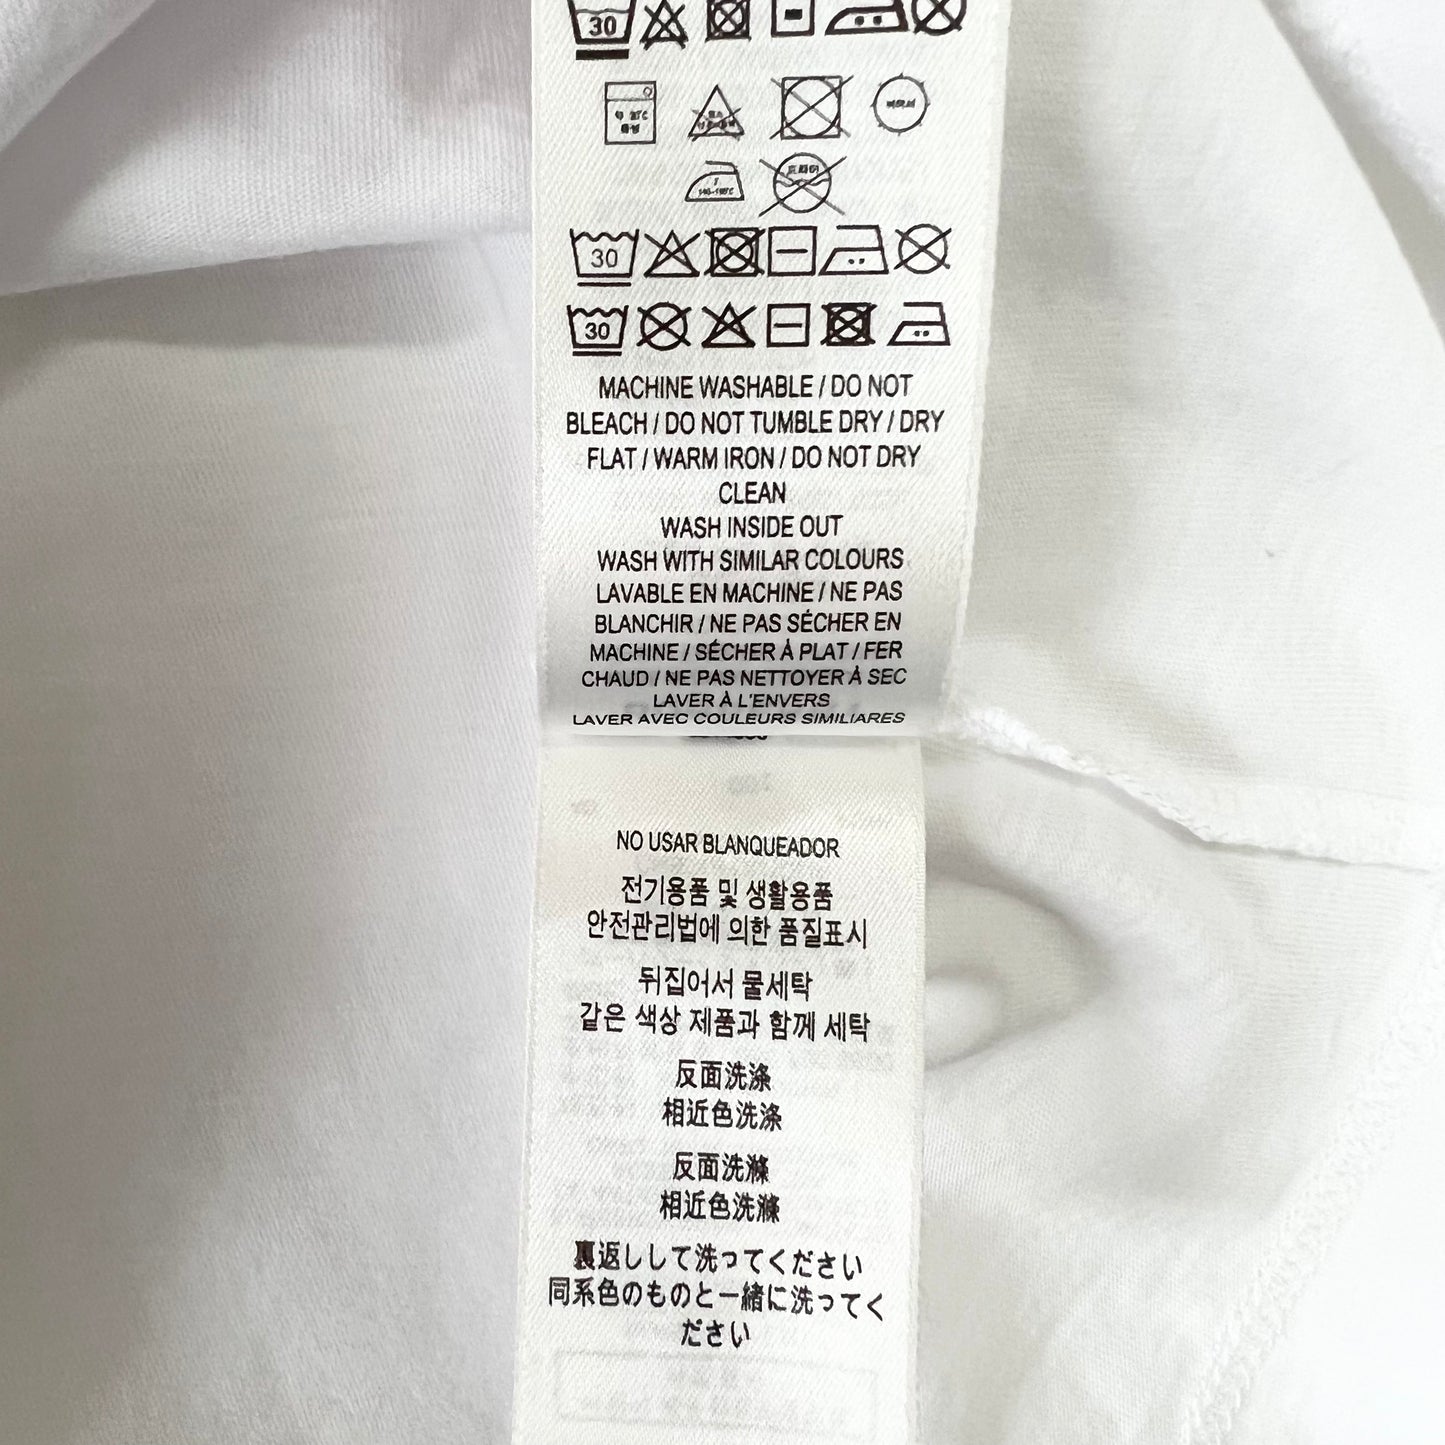 30
30
30
MACHINE WASHABLE / DO NOT
BLEACH / DO NOT TUMBLE DRY / DRY
FLAT / WARM IRON / DO NOT DRY
CLEAN
WASH INSIDE OUT
WASH WITH SIMILAR COLOURS
LAVABLE EN MACHINE / NE PAS
BLANCHIR / NE PAS SÉCHER EN
MACHINE / SÉCHER À PLAT / FER
CHAUD / NE PAS NETTOYER À SEC
LAVER À L'ENVERS
LAVER AVEC COULEURS SIMILIARES
NO USAR BLANQUEADOR
전기용품 및 생활용품
안전관리법에 의한 품질표시
뒤집어서 물세탁
같은 색상 제품과 함께 세탁
反面洗涤
相近色洗涤
反面洗滌
相近色洗滌
裏返しして洗ってください
同系色のものと一緒に洗ってく
ださい